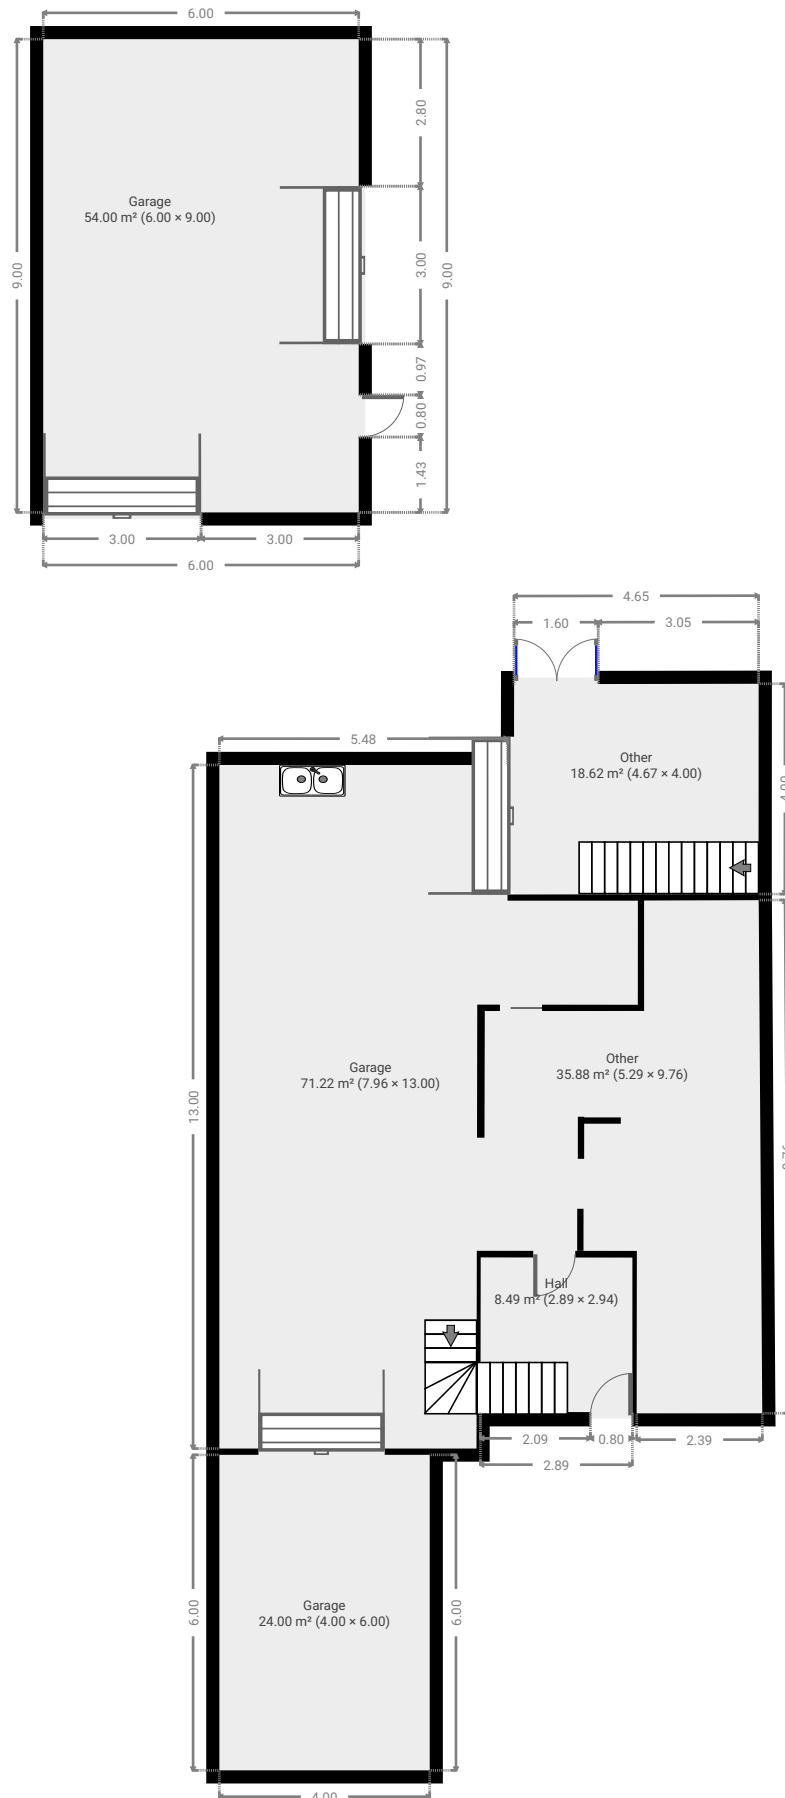 6.00
2.80
Garage
54.00 m² (6.00 × 9.00)
9.00
3.00
9.00
0.97
0.80
1.43
3.00
3.00
6.00
4.65
1.60
3.05
5.48
Other
18.62 m² (4.67 × 4.00)
Garage
71.22 m² (7.96 × 13.00)
Other
35.88 m² (5.29 × 9.76)
13.00
Hall
8.49 m² (2.89 × 2.94)
2.09
0.80
2.39
2.89
Garage
24.00 m² (4.00 × 6.00)
6.00
6.00
4.00